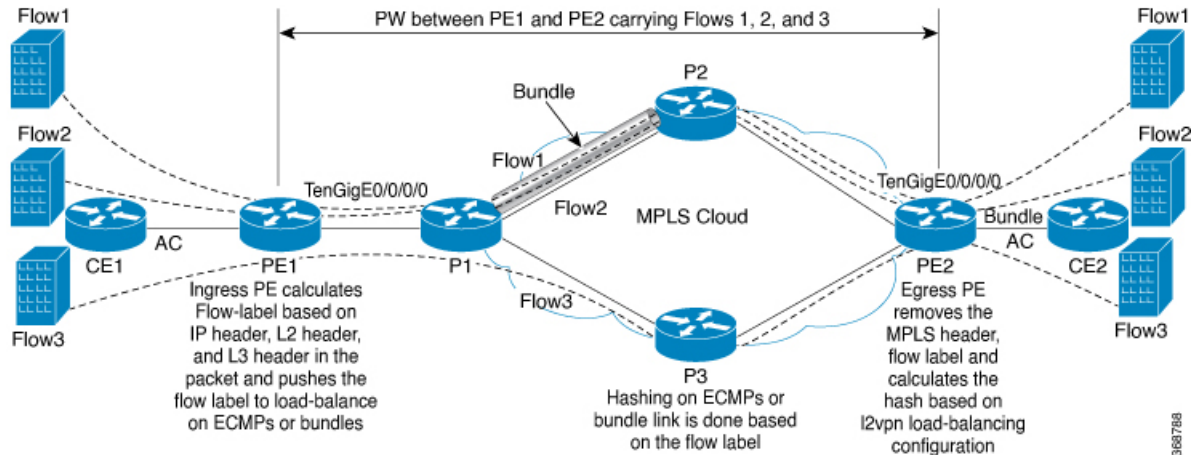 Flow1
PW between PE1 and PE2 carrying Flows 1, 2, and 3
Flow1
P2
Bundle
Flow2
Flow1
Flow2
TenGigE0/0/0/0
Flow2
MPLS Cloud
TenGigE0/0/0/0
Bundle
AC
AC
CE1
PE1
P1
PE2
CE2
Flow3
Flow3
Flow3
Ingress PE calculates
Flow-label based on
IP header, L2 header,
and L3 header in the
packet and pushes the
flow label to load-balance
on ECMPs or bundles
P3
Hashing on ECMPs or
bundle link is done based
on the flow label
Egress PE
removes the
MPLS header,
flow label and
calculates the
hash based on
l2vpn load-balancing
configuration
368788